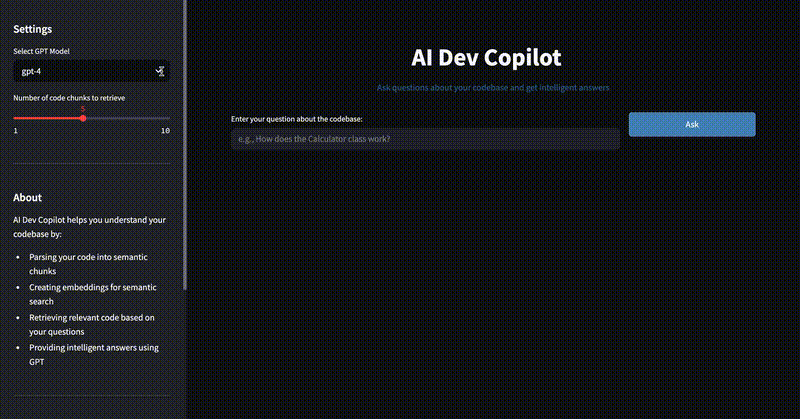 Settings
Select GPT Model
gpt-4
Number of code chunks to retrieve
5
1 10
About
AI Dev Copilot helps you understand your
codebase by:
• Parsing your code into semantic
chunks
• Creating embeddings for semantic
search
• Retrieving relevant code based on
your questions
• Providing intelligent answers using
GPT
AI Dev Copilot
Ask questions about your codebase and get intelligent answers
Enter your question about the codebase:
e.g., How does the Calculator class work?
Ask